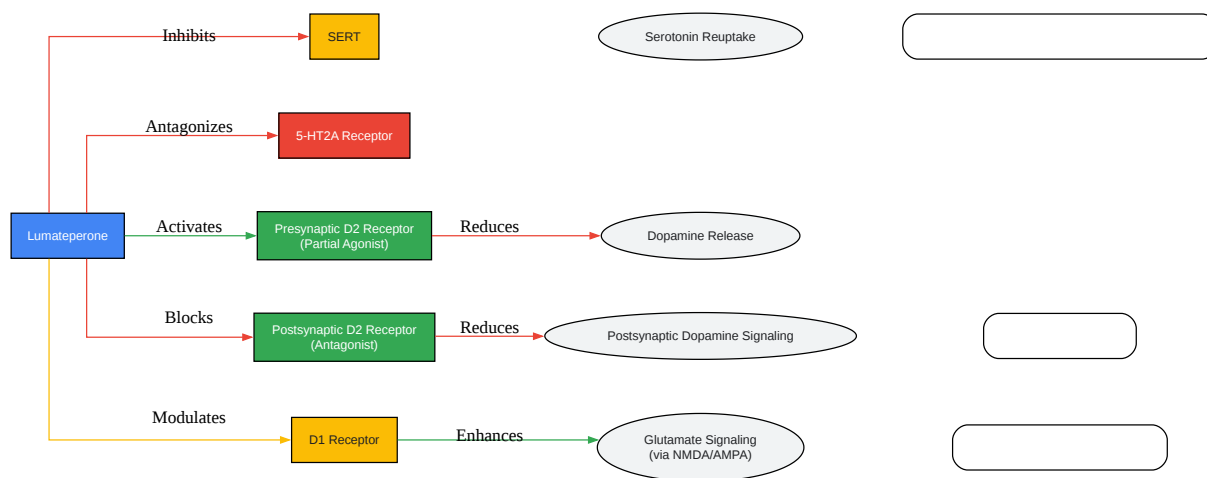 Inhibits
SERT
Serotonin Reuptake
Antagonizes
5-HT2A Receptor
Lumateperone
Activates
Presynaptic D2 Receptor
(Partial Agonist)
Reduces
Dopamine Release
Blocks
Postsynaptic D2 Receptor
(Antagonist)
Reduces
Postsynaptic Dopamine Signaling
Modulates
D1 Receptor
Enhances
Glutamate Signaling
(via NMDA/AMPA)